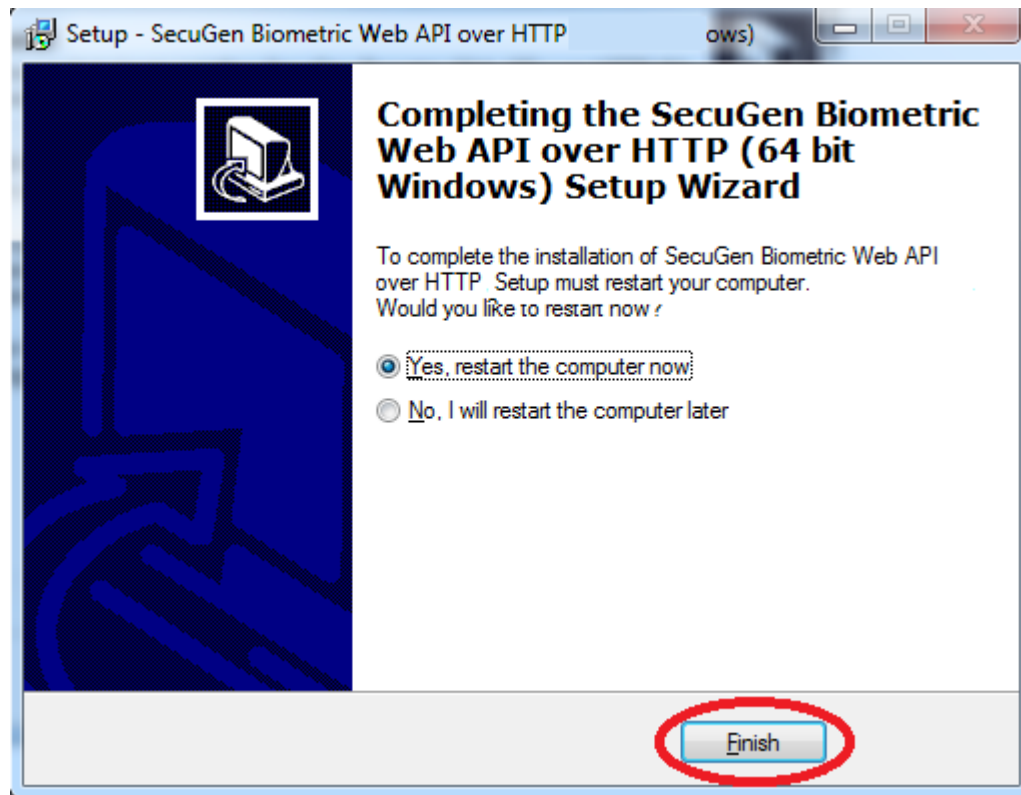 Setup - SecuGen Biometric Web API over HTTP ows)
Completing the SecuGen Biometric
Web API over HTTP (64 bit
Windows) Setup Wizard
To complete the installation of SecuGen Biometric Web API
over HTTP Setup must restart your computer.
Would you like to restart now ?
Yes, restart the computer now
No, I will restart the computer later
Finish